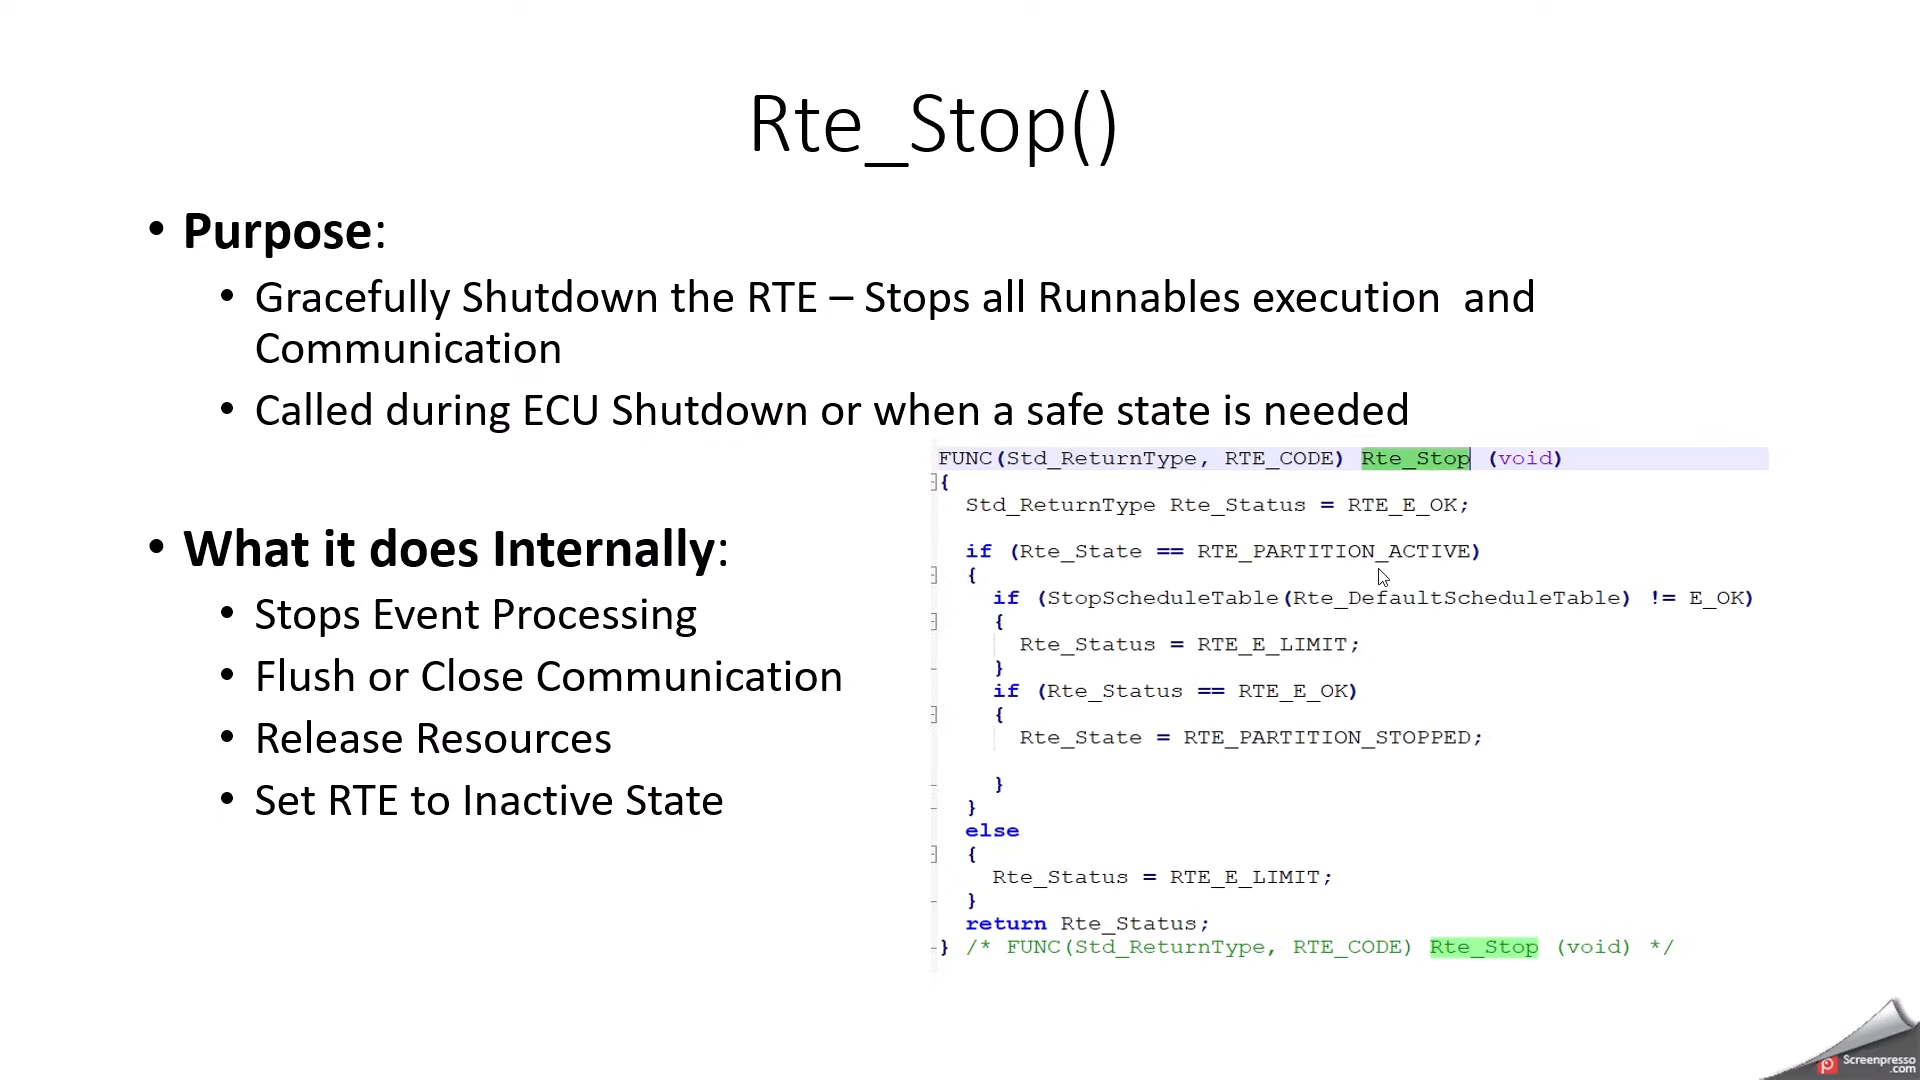 Rte_Stop()
• Purpose:
• Gracefully Shutdown the RTE – Stops all Runnables execution  and
Communication
• Called during ECU Shutdown or when a safe state is needed
• What it does Internally:
• Stops Event Processing
• Flush or Close Communication
• Release Resources
• Set RTE to Inactive State
FUNC(Std_ReturnType, RTE_CODE) Rte_Stop (void)
{
  Std_ReturnType Rte_Status = RTE_E_OK;
  if (Rte_State == RTE_PARTITION_ACTIVE)
  {
    if (StopScheduleTable(Rte_DefaultScheduleTable) != E_OK)
    {
      Rte_Status = RTE_E_LIMIT;
    }
    if (Rte_Status == RTE_E_OK)
    {
      Rte_State = RTE_PARTITION_STOPPED;
    }
  }
  else
  {
    Rte_Status = RTE_E_LIMIT;
  }
  return Rte_Status;
} /* FUNC(Std_ReturnType, RTE_CODE) Rte_Stop (void) */
Screenpresso
.com